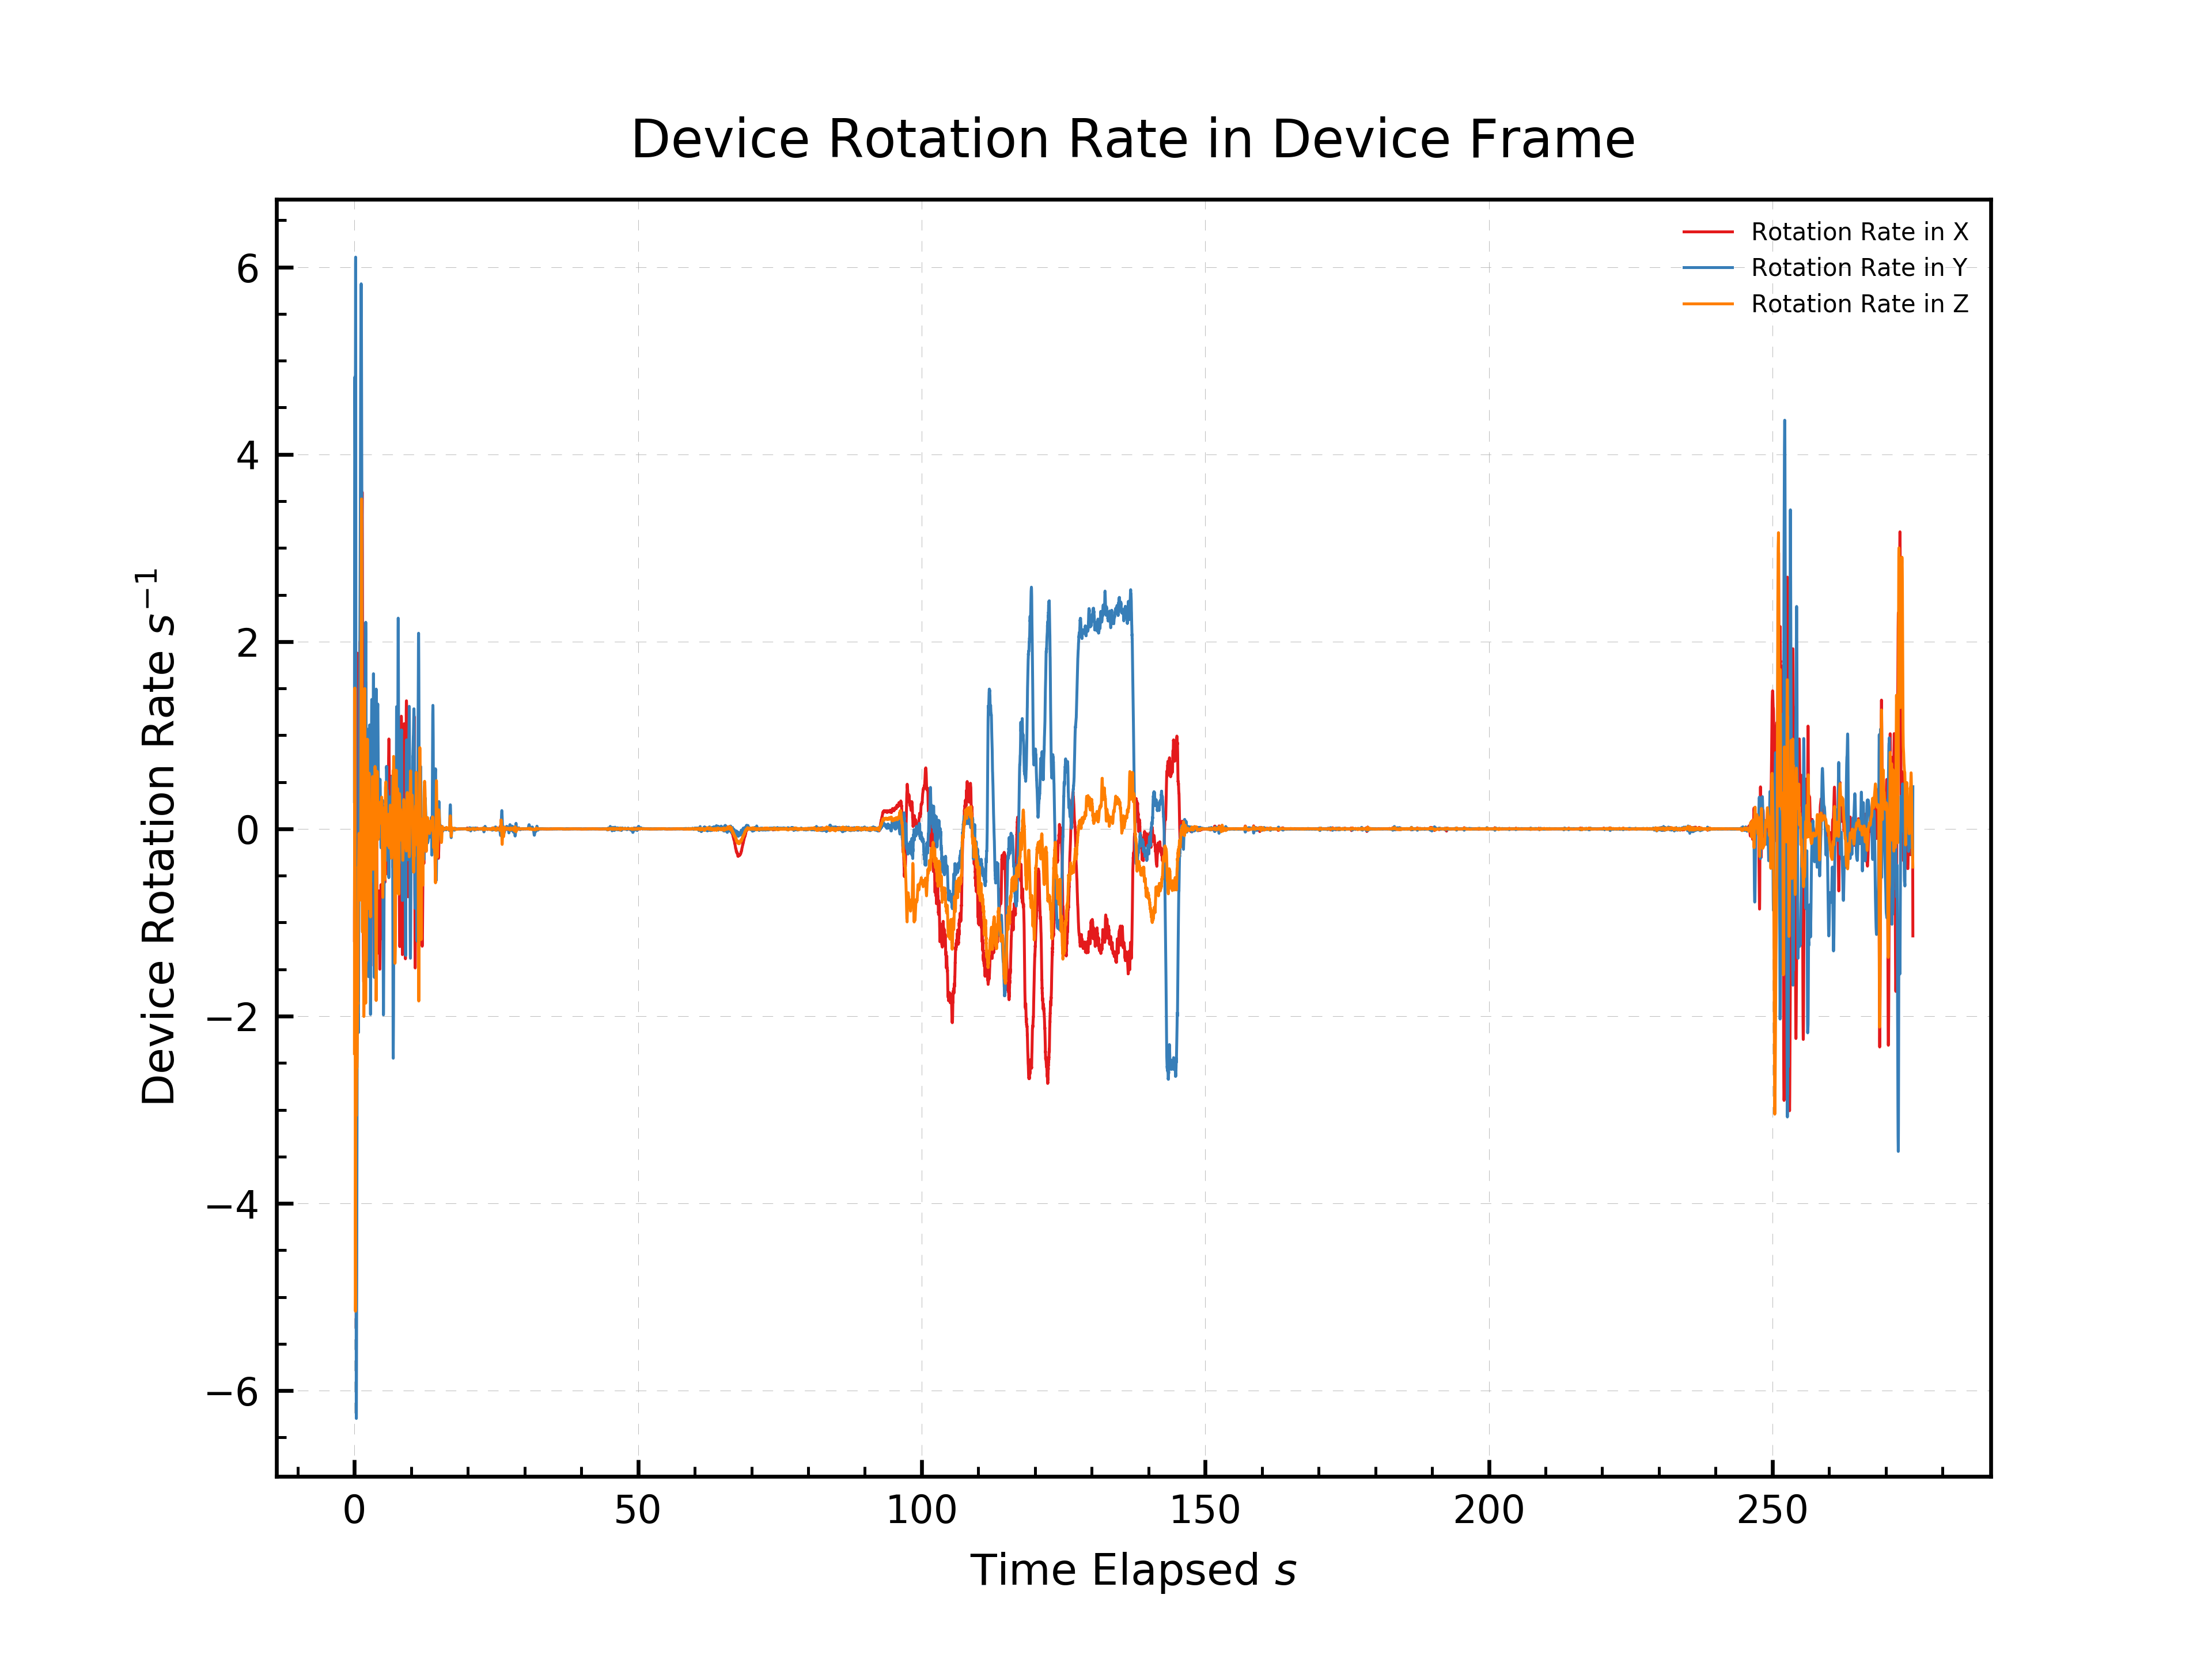 Device Rotation Rate in Device Frame
Rotation Rate in X
Rotation Rate in Y
Rotation Rate in Z
Device Rotation Rate s⁻¹
6
4
2
0
−2
−4
−6
0 50 100 150 200 250
Time Elapsed s